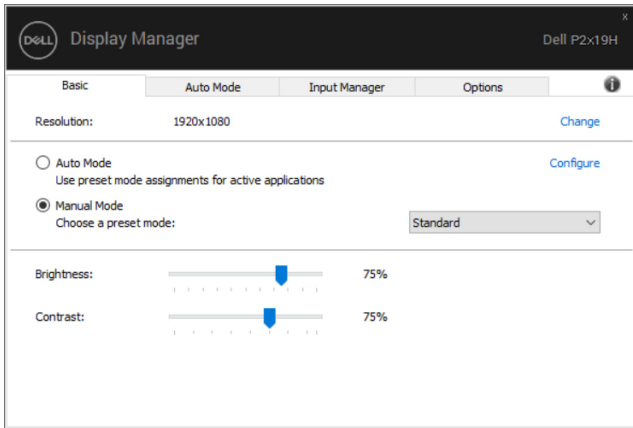 x
DELL Display Manager Dell P2x19H
Basic Auto Mode Input Manager Options i
Resolution: 1920x1080 Change
Auto Mode Configure
Use preset mode assignments for active applications
Manual Mode
Choose a preset mode: Standard
Brightness: 75%
Contrast: 75%